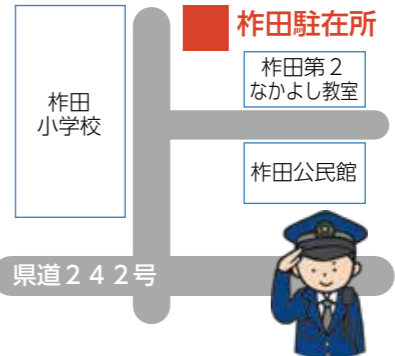 柞田駐在所
柞田第２
なかよし教室
柞田
小学校
柞田公民館
県道２４２号